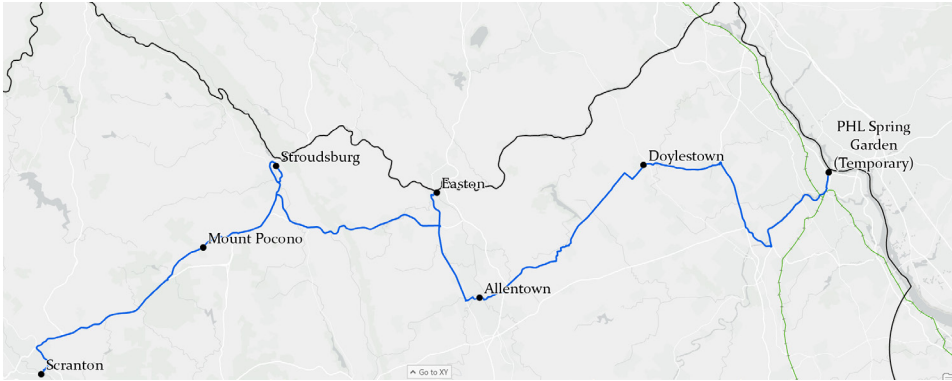 PHL Spring
Garden
(Temporary)
Stroudsburg
Doylestown
Easton
Mount Pocono
Allentown
Scranton
Go to XY